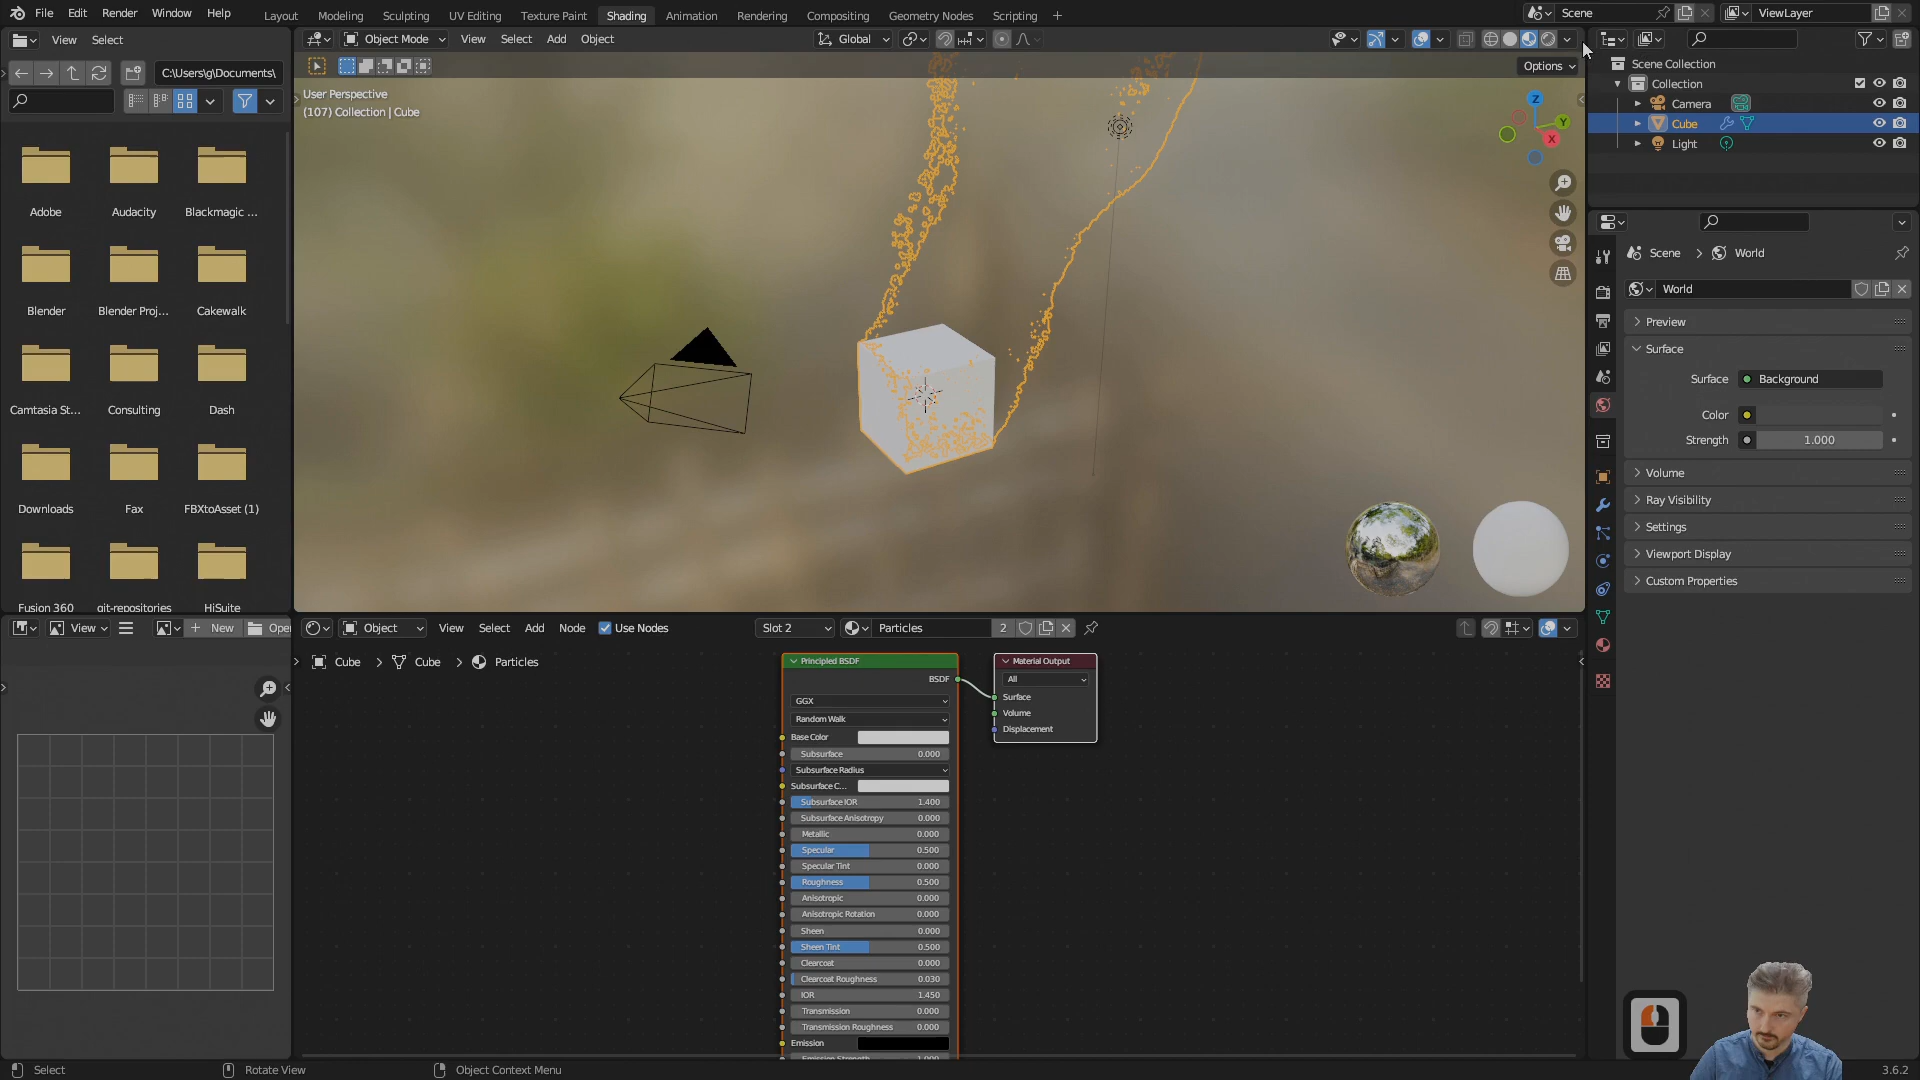 File Edit Render Window Help
Layout Modeling Sculpting UV Editing Texture Paint Shading Animation Rendering Compositing Geometry Nodes Scripting
Scene ViewLayer
View Select
Object Mode View Select Add Object
Global
C:\Users\g\Documents\
Options
User Perspective
(107) Collection | Cube
Z
Y
X
Scene Collection
Collection
Camera
Cube
Light
Adobe Audacity Blackmagic ...
Blender Blender Proj... Cakewalk
Camtasia St... Consulting Dash
Downloads Fax FBXtoAsset (1)
Fusion 360 git-repositories HiSuite
Scene > World
World
Preview
Surface
Surface Background
Color
Strength 1.000
Volume
Ray Visibility
Settings
Viewport Display
Custom Properties
View New Open
Object View Select Add Node Use Nodes
Slot 2 Particles 2
Cube > Cube > Particles
Principled BSDF
BSDF
GGX
Random Walk
Base Color
Subsurface 0.000
Subsurface Radius
Subsurface C...
Subsurface IOR 1.400
Subsurface Anisotropy 0.000
Metallic 0.000
Specular 0.500
Specular Tint 0.000
Roughness 0.500
Anisotropic 0.000
Anisotropic Rotation 0.000
Sheen 0.000
Sheen Tint 0.500
Clearcoat 0.000
Clearcoat Roughness 0.030
IOR 1.450
Transmission 0.000
Transmission Roughness 0.000
Emission
Emission Strength 1.000
Material Output
All
Surface
Volume
Displacement
Select Rotate View Object Context Menu
3.6.2